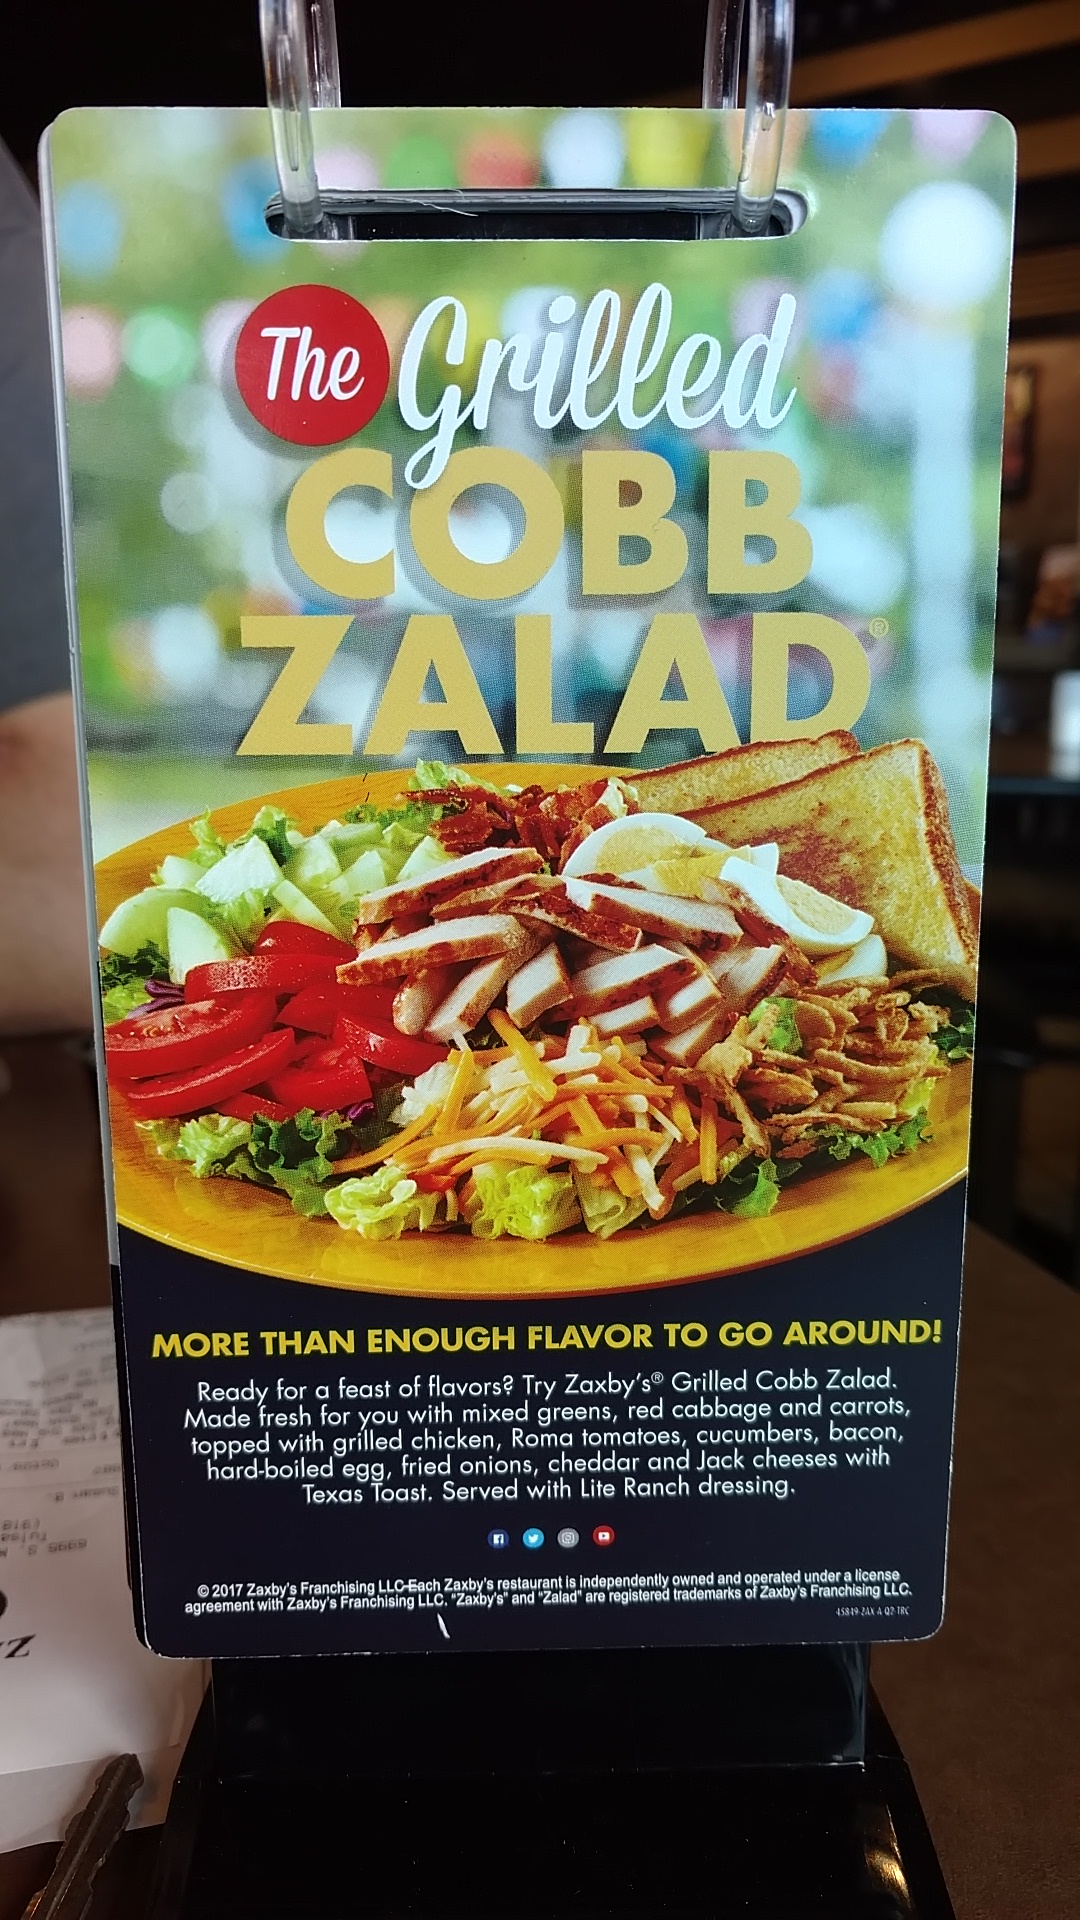 The Grilled
COBB
ZALAD®
MORE THAN ENOUGH FLAVOR TO GO AROUND!
Ready for a feast of flavors? Try Zaxby's® Grilled Cobb Zalad.
Made fresh for you with mixed greens, red cabbage and carrots,
topped with grilled chicken, Roma tomatoes, cucumbers, bacon,
hard-boiled egg, fried onions, cheddar and Jack cheeses with
Texas Toast. Served with Lite Ranch dressing.
© 2017 Zaxby's Franchising LLC Each Zaxby's restaurant is independently owned and operated under a license
agreement with Zaxby's Franchising LLC. "Zaxby's" and "Zalad" are registered trademarks of Zaxby's Franchising LLC.
45849 ZAX A Q2 TRC